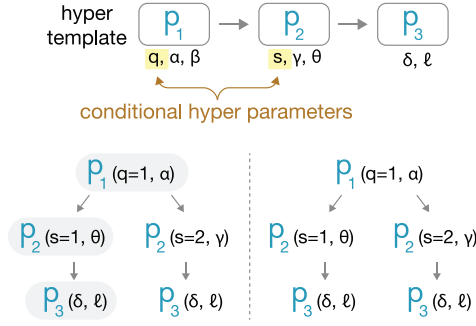 hyper template
p1 p2 p3
q, α, β s, γ, θ δ, ℓ
conditional hyper parameters
p1 (q=1, α) p1 (q=1, α)
p2 (s=1, θ) p2 (s=2, γ) p2 (s=1, θ) p2 (s=2, γ)
p3 (δ, ℓ) p3 (δ, ℓ) p3 (δ, ℓ) p3 (δ, ℓ)